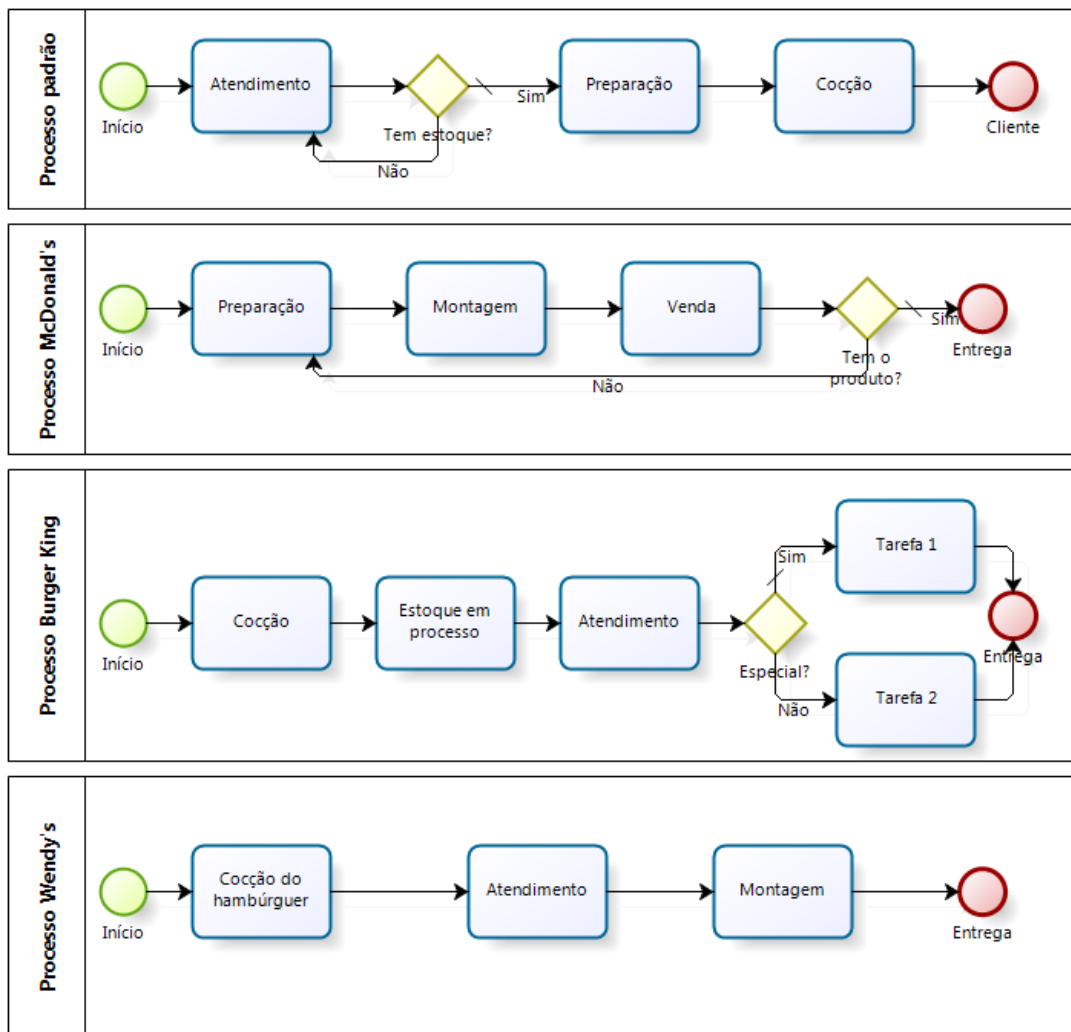 Processo padrão
Início
Atendimento
Tem estoque?
Não
Sim
Preparação
Cocção
Cliente
Processo McDonald's
Início
Preparação
Montagem
Venda
Tem o
produto?
Não
Sim
Entrega
Processo Burger King
Início
Cocção
Estoque em
processo
Atendimento
Especial?
Sim
Tarefa 1
Não
Tarefa 2
Entrega
Processo Wendy's
Início
Cocção do
hambúrguer
Atendimento
Montagem
Entrega